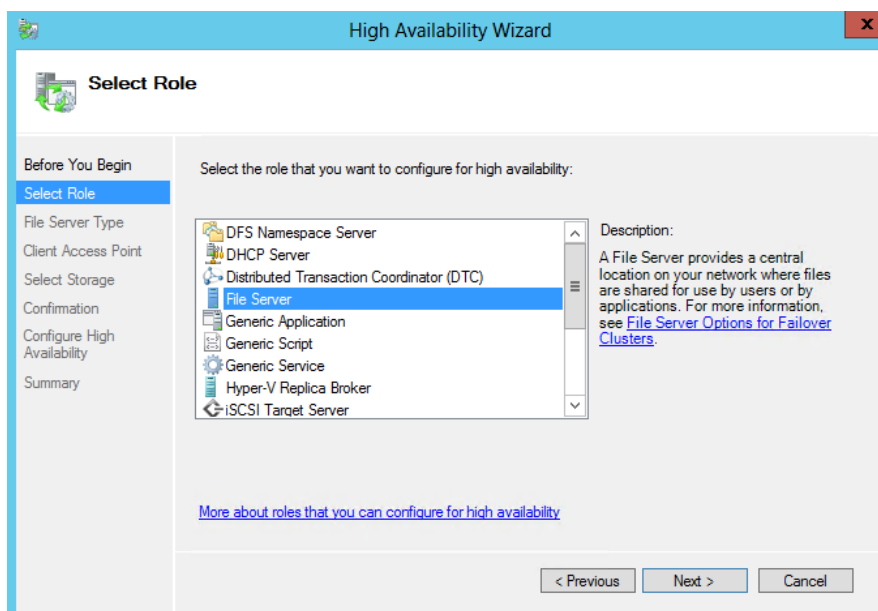 High Availability Wizard
x
Select Role
Before You Begin
Select Role
File Server Type
Client Access Point
Select Storage
Confirmation
Configure High
Availability
Summary
Select the role that you want to configure for high availability:
DFS Namespace Server
DHCP Server
Distributed Transaction Coordinator (DTC)
File Server
Generic Application
Generic Script
Generic Service
Hyper-V Replica Broker
iSCSI Target Server
Description:
A File Server provides a central
location on your network where files
are shared for use by users or by
applications. For more information,
see File Server Options for Failover
Clusters.
More about roles that you can configure for high availability
< Previous
Next >
Cancel